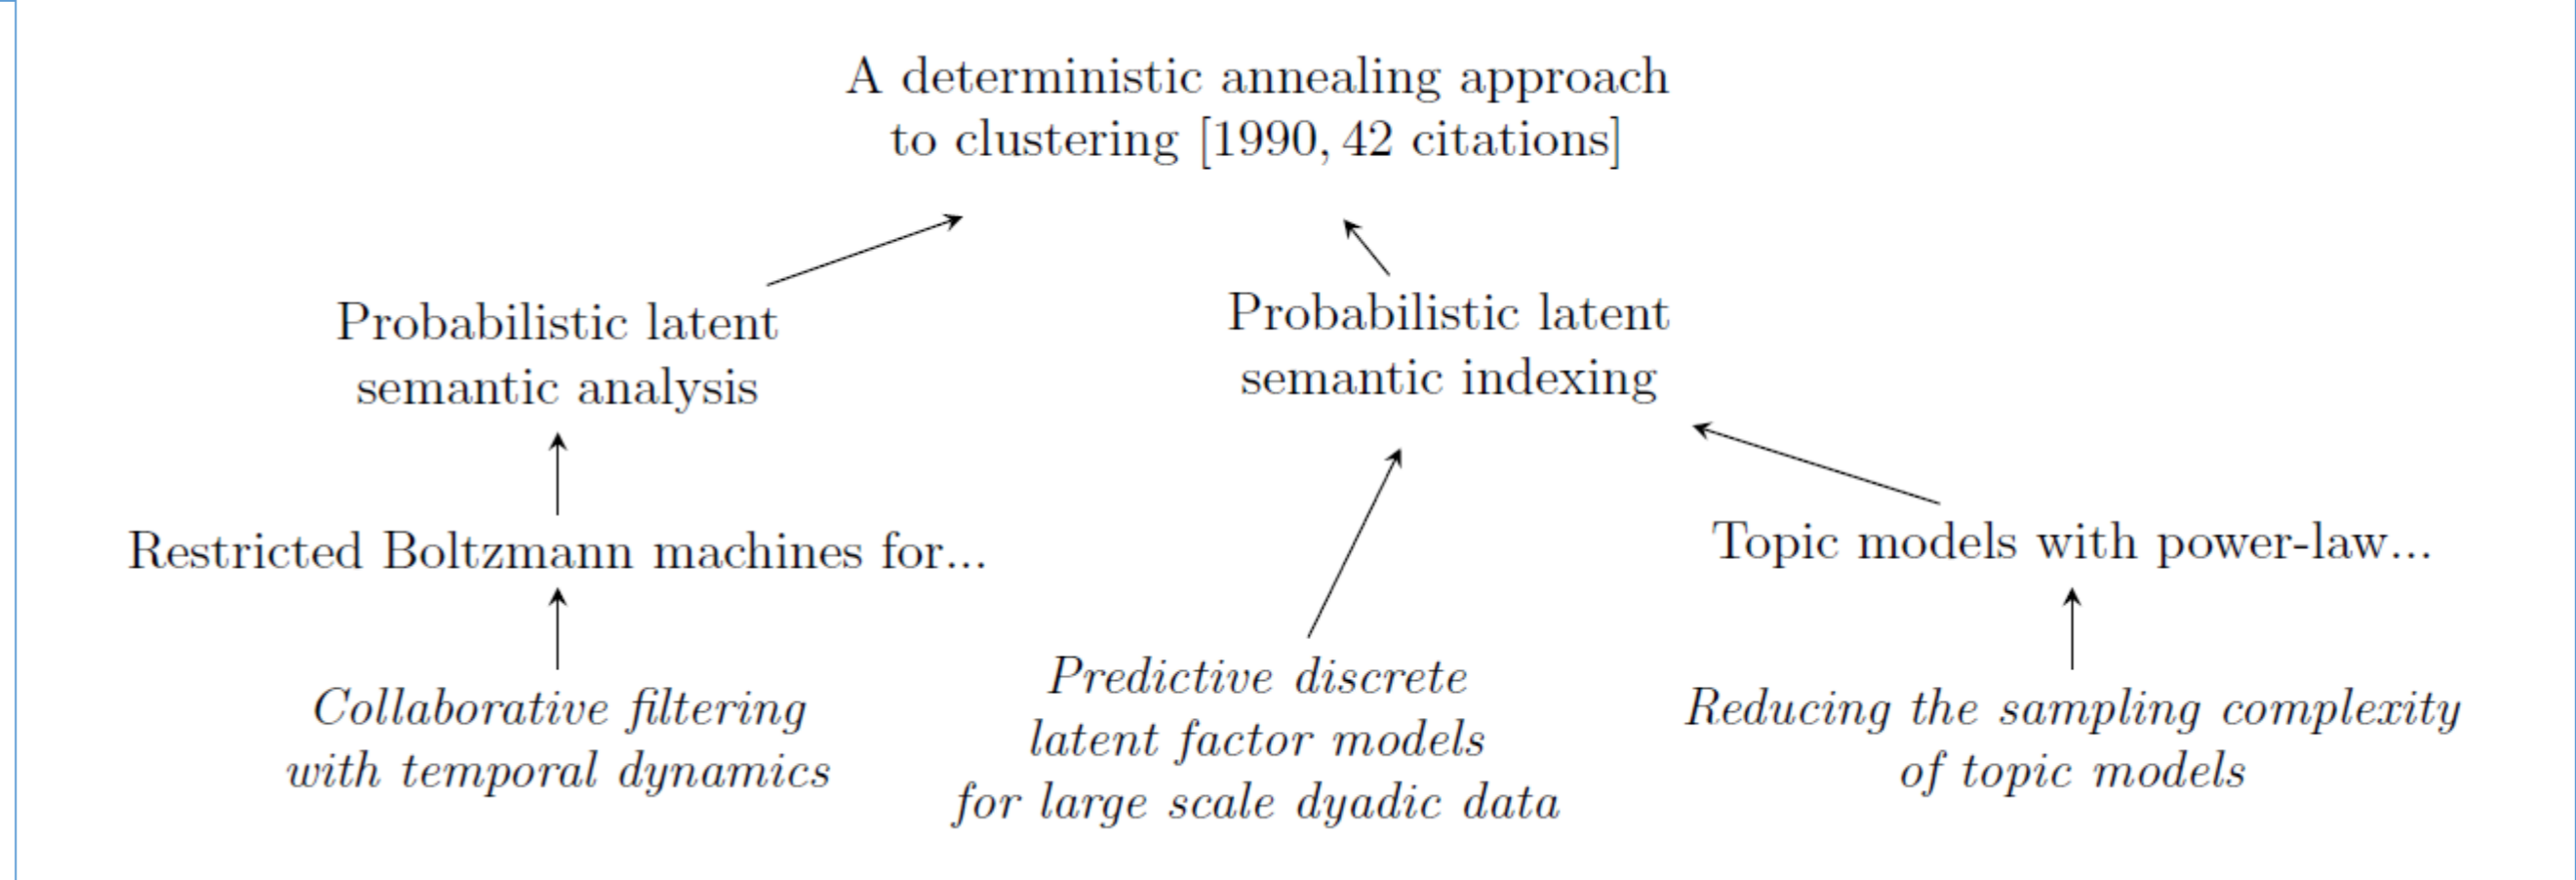 A deterministic annealing approach
to clustering [1990, 42 citations]
Probabilistic latent
semantic analysis
Probabilistic latent
semantic indexing
Restricted Boltzmann machines for...
Topic models with power-law...
Collaborative filtering
with temporal dynamics
Predictive discrete
latent factor models
for large scale dyadic data
Reducing the sampling complexity
of topic models